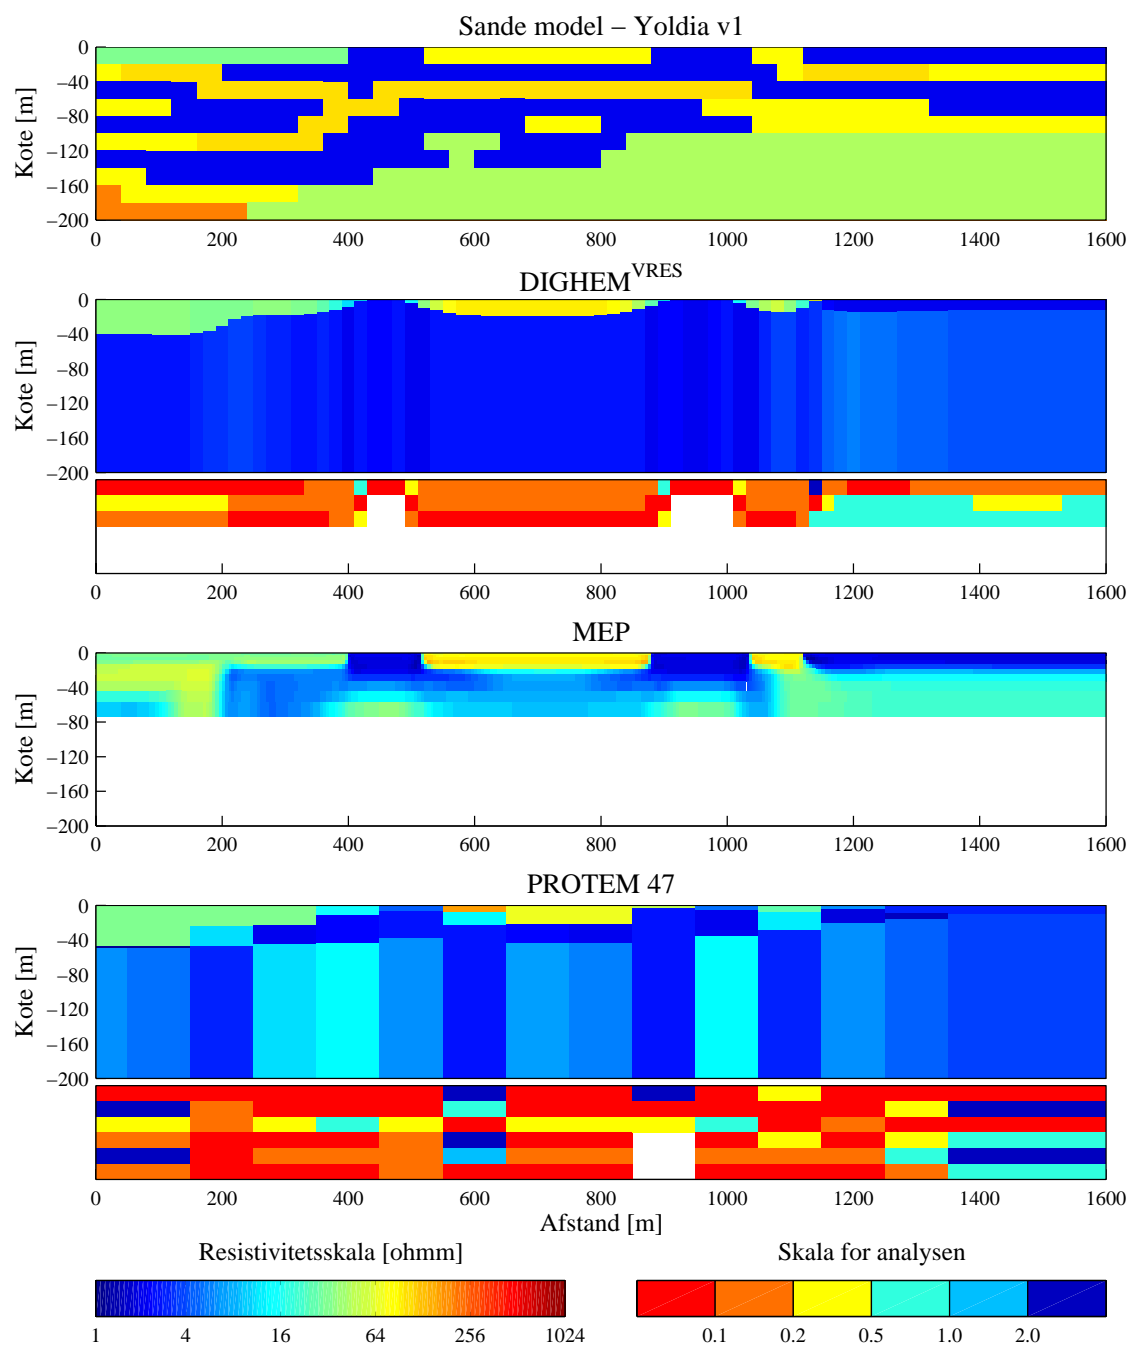 Sande model – Yoldia v1
0
−40
−80
−120
−160
−200
Kote [m]
0 200 400 600 800 1000 1200 1400 1600
DIGHEM^VRES
0
−40
−80
−120
−160
−200
Kote [m]
0 200 400 600 800 1000 1200 1400 1600
MEP
0
−40
−80
−120
−160
−200
Kote [m]
0 200 400 600 800 1000 1200 1400 1600
PROTEM 47
0
−40
−80
−120
−160
−200
Kote [m]
0 200 400 600 800 1000 1200 1400 1600
Afstand [m]
Resistivitetsskala [ohmm]
1 4 16 64 256 1024
Skala for analysen
0.1 0.2 0.5 1.0 2.0